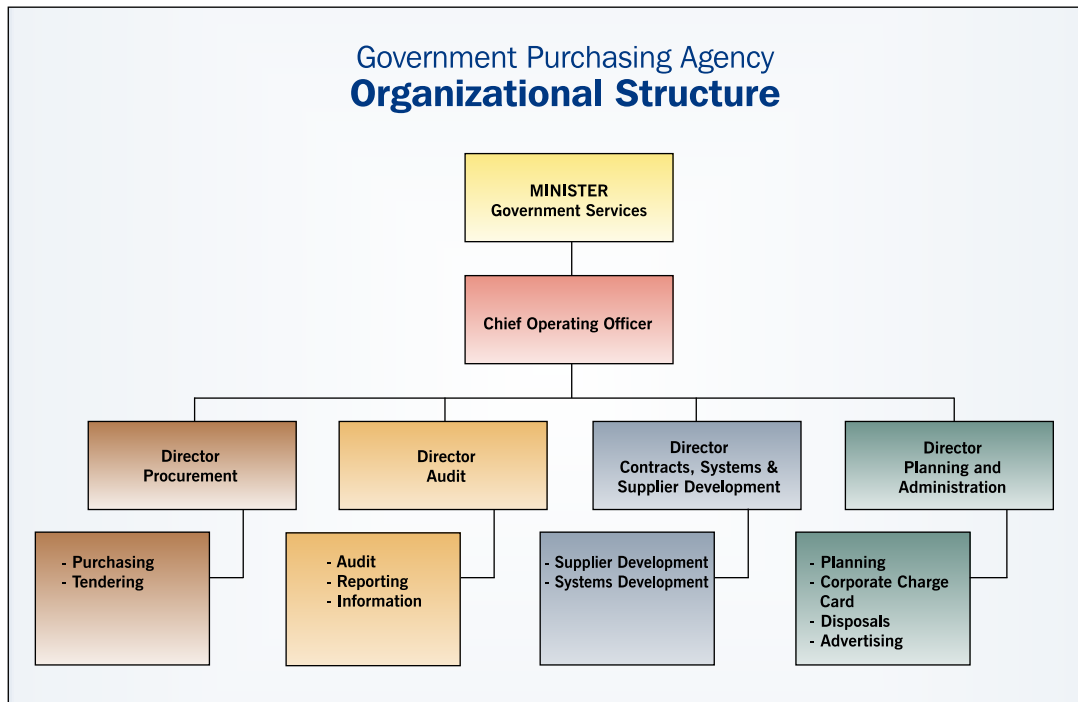 Government Purchasing Agency
Organizational Structure
MINISTER
Government Services
Chief Operating Officer
Director
Procurement
Director
Audit
Director
Contracts, Systems &
Supplier Development
Director
Planning and
Administration
- Purchasing
- Tendering
- Audit
- Reporting
- Information
- Supplier Development
- Systems Development
- Planning
- Corporate Charge
Card
- Disposals
- Advertising